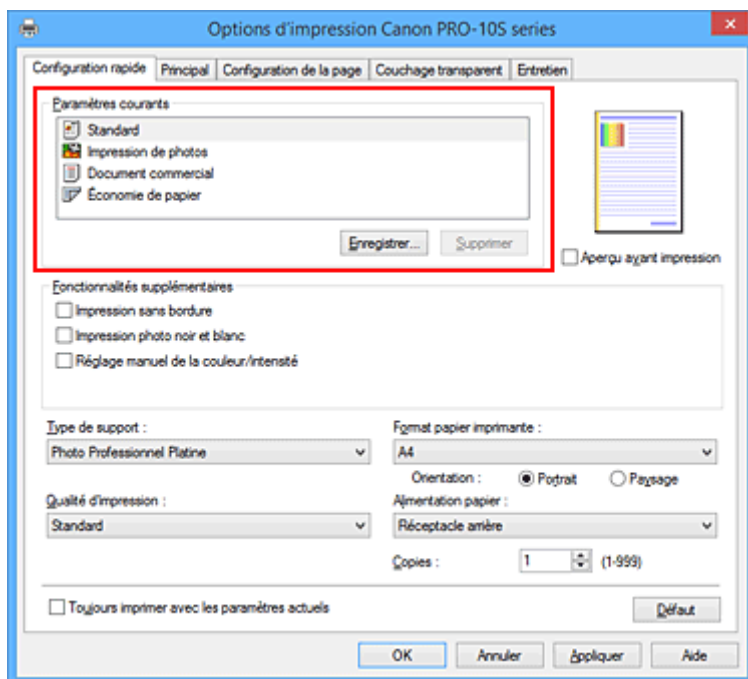 Options d'impression Canon PRO-10S series
Configuration rapide Principal Configuration de la page Couchage transparent Entretien
Paramètres courants
Standard
Impression de photos
Document commercial
Économie de papier
Enregistrer... Supprimer
Aperçu avant impression
Fonctionnalités supplémentaires
Impression sans bordure
Impression photo noir et blanc
Réglage manuel de la couleur/intensité
Type de support :
Photo Professionnel Platine
Format papier imprimante :
A4
Orientation : Portrait Paysage
Qualité d'impression :
Standard
Alimentation papier :
Réceptacle arrière
Copies : 1 (1-999)
Toujours imprimer avec les paramètres actuels
Défaut
OK Annuler Appliquer Aide